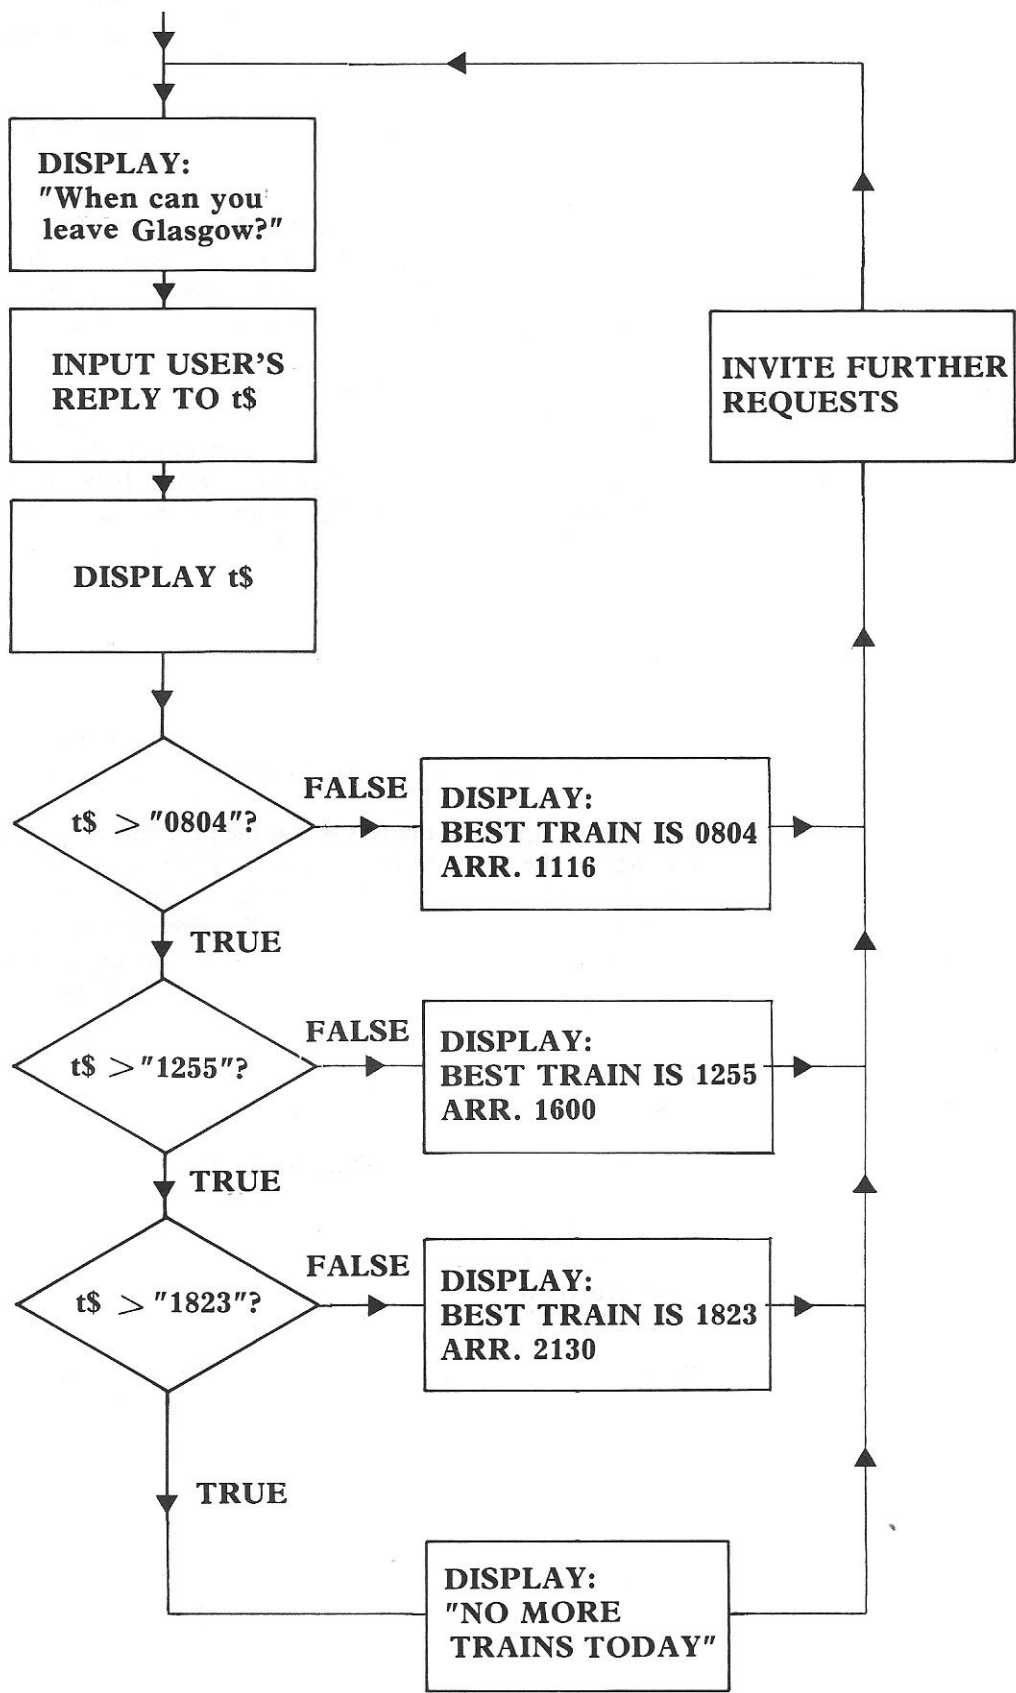 DISPLAY:
"When can you
leave Glasgow?"
INPUT USER'S
REPLY TO t$
DISPLAY t$
t$ > "0804"?
FALSE
DISPLAY:
BEST TRAIN IS 0804
ARR. 1116
TRUE
t$ > "1255"?
FALSE
DISPLAY:
BEST TRAIN IS 1255
ARR. 1600
TRUE
t$ > "1823"?
FALSE
DISPLAY:
BEST TRAIN IS 1823
ARR. 2130
TRUE
DISPLAY:
"NO MORE
TRAINS TODAY"
INVITE FURTHER
REQUESTS